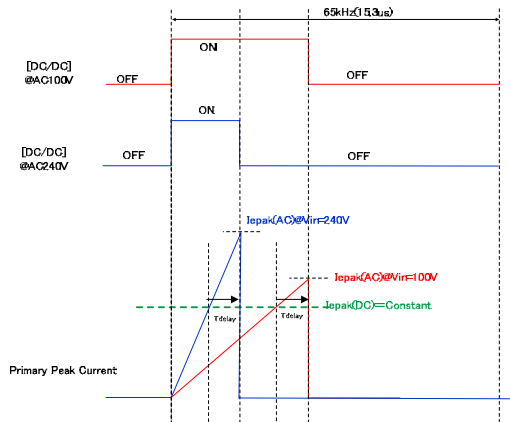 65kHz(15.3us)
ON
[DC/DC]
@AC100V
OFF
OFF
ON
[DC/DC]
@AC240V
OFF
OFF
Iepak(AC)@Vin=240V
Iepak(AC)@Vin=100V
Iepak(DC)=Constant
Tdelay
Tdelay
Primary Peak Current